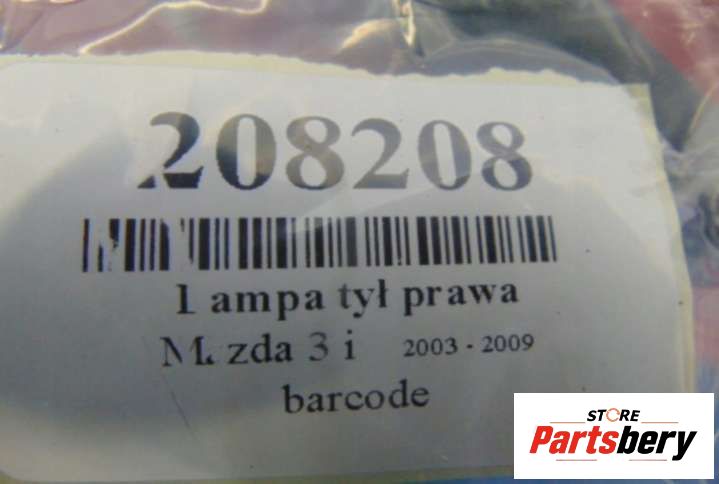 208208
Lampa tył prawa
Mazda 3 i 2003 - 2009
barcode
STORE
Partsbery